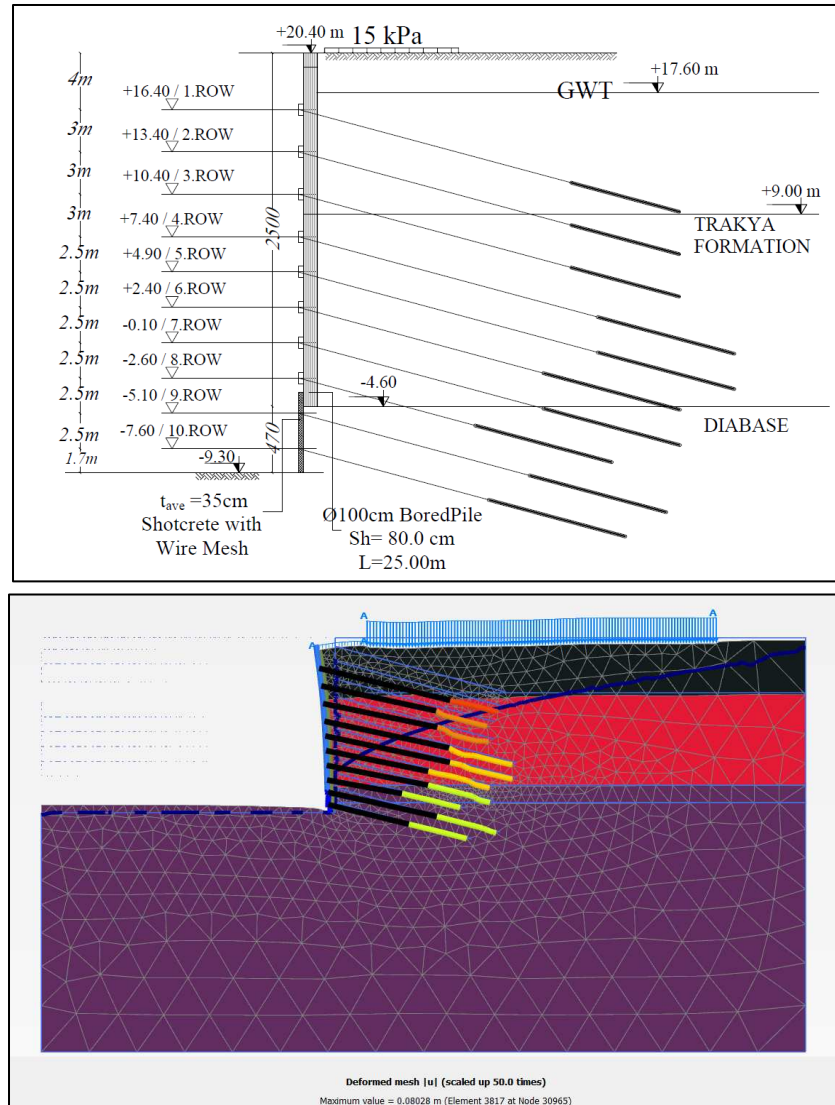 +20.40 m
15 kPa
4m
+17.60 m
GWT
+16.40 / 1.ROW
3m
+13.40 / 2.ROW
3m
+10.40 / 3.ROW
+9.00 m
3m
+7.40 / 4.ROW
2500
TRAKYA
FORMATION
2.5m
+4.90 / 5.ROW
2.5m
+2.40 / 6.ROW
2.5m
-0.10 / 7.ROW
2.5m
-2.60 / 8.ROW
-4.60
2.5m
-5.10 / 9.ROW
DIABASE
2.5m
-7.60 / 10.ROW
470
1.7m
-9.30
tave =35cm
Shotcrete with
Wire Mesh
Ø100cm BoredPile
Sh= 80.0 cm
L=25.00m
A
A
A
Deformed mesh |u| (scaled up 50.0 times)
Maximum value = 0.08028 m (Element 3817 at Node 30965)